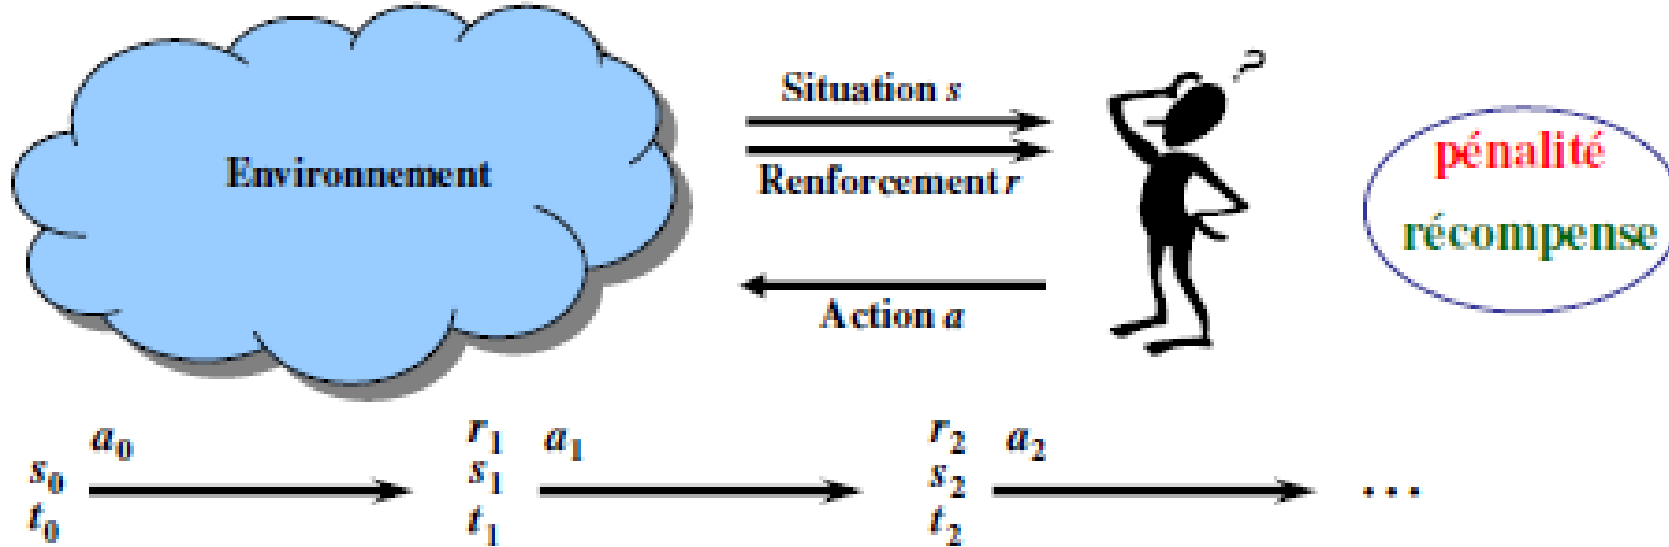 Situation s
Environnement
Renforcement r
Action a
?
pénalité
récompense
a₀ r₁ a₁ r₂ a₂
s₀ s₁ s₂ ...
t₀ t₁ t₂